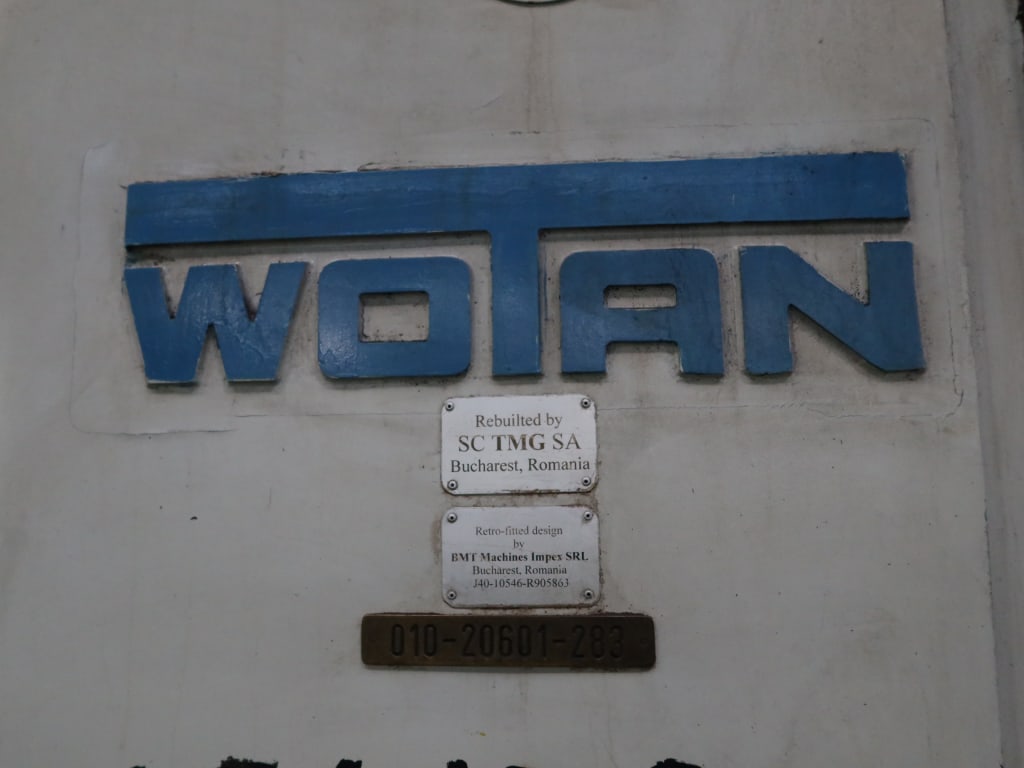 WOTAN
Rebuilted by
SC TMG SA
Bucharest, Romania
Retro-fitted design
by
BMT Machines Impex SRL
Bucharest, Romania
J40-10546-R905863
010-20601-283